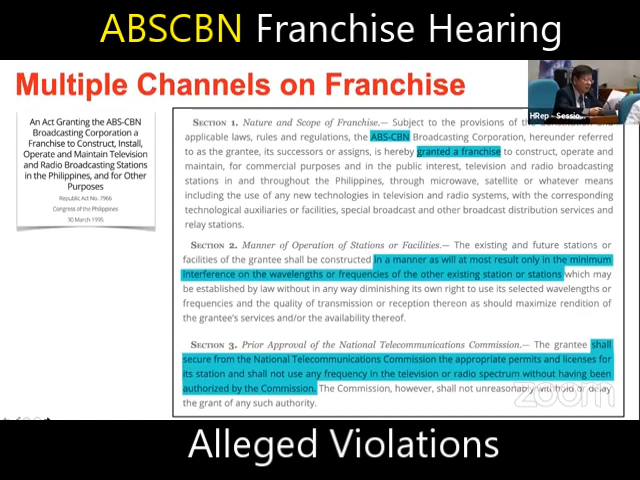 ABSCBN Franchise Hearing
Multiple Channels on Franchise
HRep - Sessio...
An Act Granting the ABS-CBN
Broadcasting Corporation a
Franchise to Construct, Install,
Operate and Maintain Television
and Radio Broadcasting Stations
in the Philippines, and for Other
Purposes
Republic Act No. 7966
Congress of the Philippines
30 March 1995
SECTION 1. Nature and Scope of Franchise.— Subject to the provisions of the
applicable laws, rules and regulations, the ABS-CBN Broadcasting Corporation, hereunder referred
to as the grantee, its successors or assigns, is hereby granted a franchise to construct, operate and
maintain, for commercial purposes and in the public interest, television and radio broadcasting
stations in and throughout the Philippines, through microwave, satellite or whatever means
including the use of any new technologies in television and radio systems, with the corresponding
technological auxiliaries or facilities, special broadcast and other broadcast distribution services and
relay stations.
SECTION 2. Manner of Operation of Stations or Facilities.— The existing and future stations or
facilities of the grantee shall be constructed in a manner as will at most result only in the minimum
interference on the wavelengths or frequencies of the other existing station or stations which may
be established by law without in any way diminishing its own right to use its selected wavelengths or
frequencies and the quality of transmission or reception thereon as should maximize rendition of
the grantee's services and/or the availability thereof.
SECTION 3. Prior Approval of the National Telecommunications Commission.— The grantee shall
secure from the National Telecommunications Commission the appropriate permits and licenses for
its station and shall not use any frequency in the television or radio spectrum without having been
authorized by the Commission. The Commission, however, shall not unreasonably withhold or delay
the grant of any such authority.
zoom
Alleged Violations